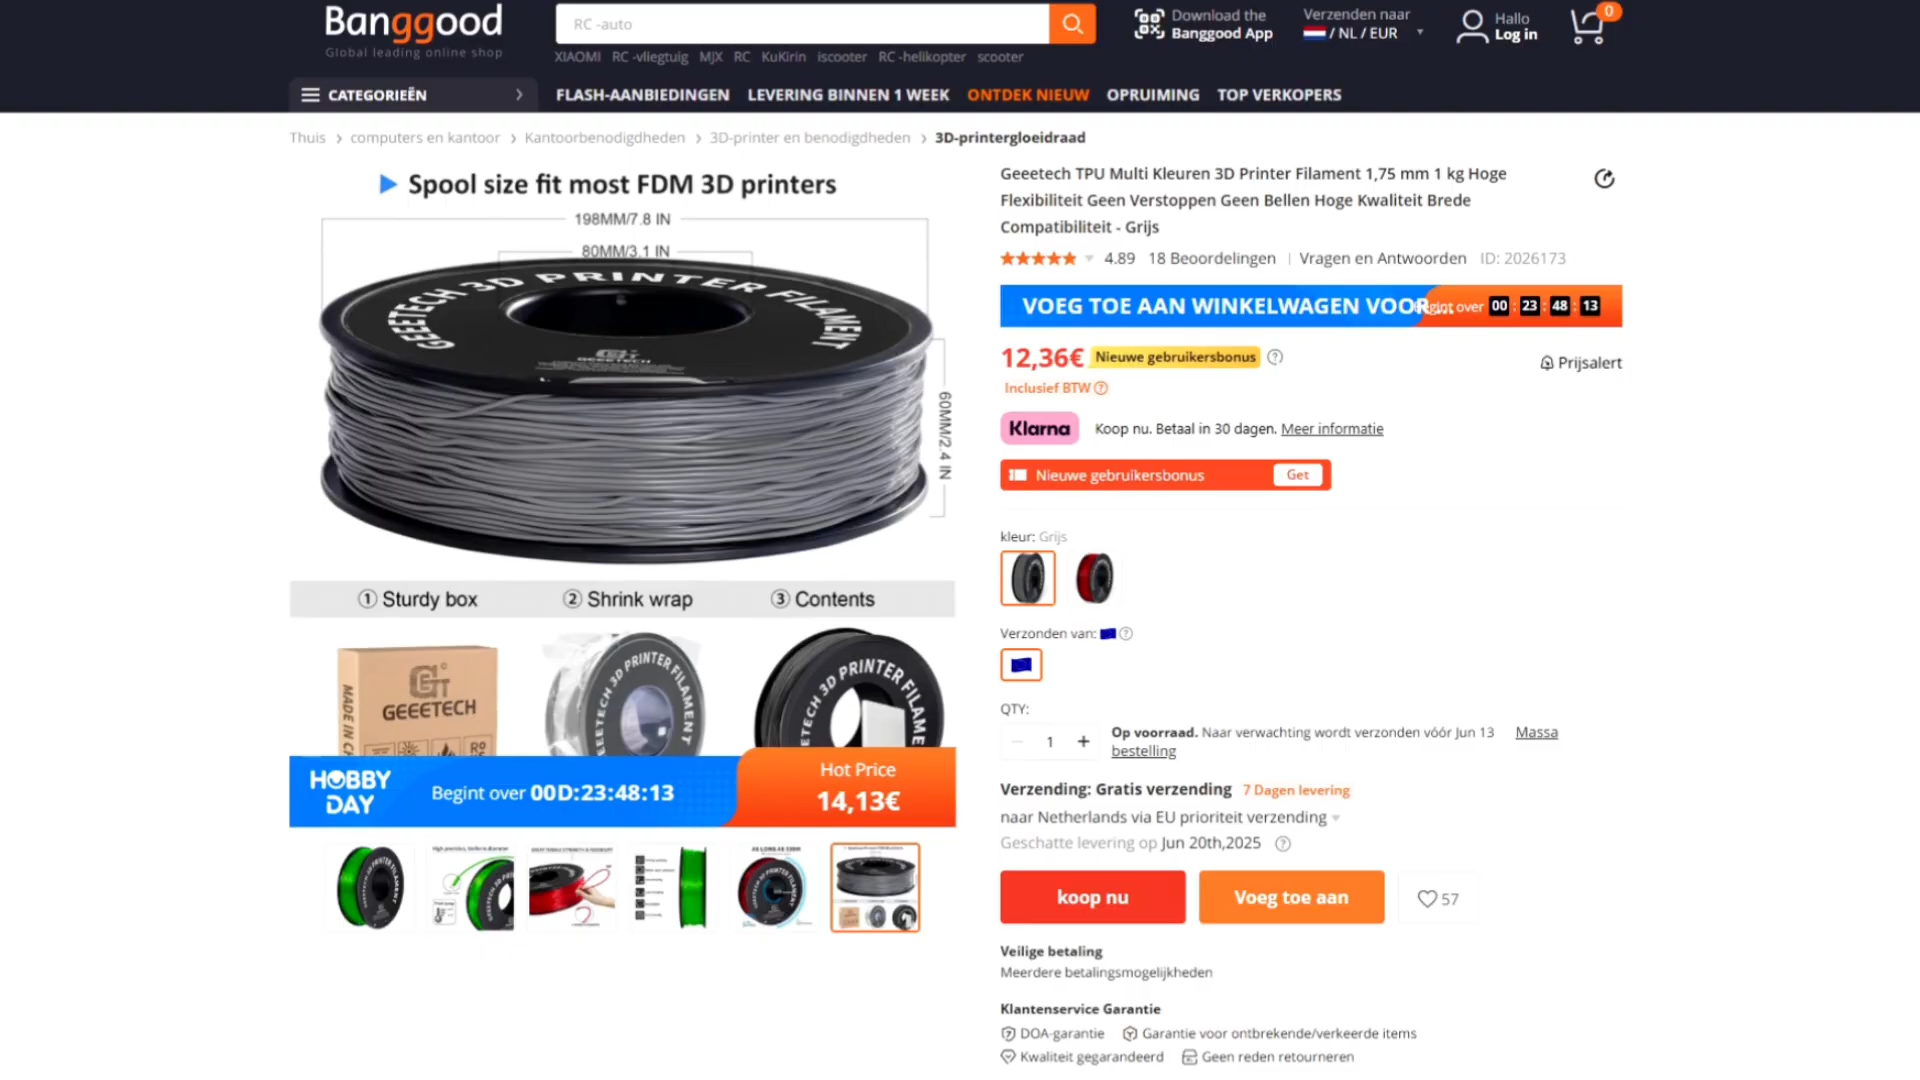 Banggood
Global leading online shop
RC -auto
XIAOMI RC -vliegtuig MJX RC KuKirin iscooter RC -helikopter scooter
Download the
Banggood App
Verzenden naar
/ NL / EUR
Hallo
Log in
0
CATEGORIEËN
FLASH-AANBIEDINGEN LEVERING BINNEN 1 WEEK ONTDEK NIEUW OPRUIMING TOP VERKOPERS
Thuis > computers en kantoor > Kantoorbenodigdheden > 3D-printer en benodigdheden > 3D-printergloeidraad
Spool size fit most FDM 3D printers
198MM/7.8 IN
80MM/3.1 IN
GEEETECH 3D PRINTER FILAMENT
GEEETECH
60MM/2.4 IN
① Sturdy box ② Shrink wrap ③ Contents
GEEETECH
3D PRINTER FILAMENT
GEEETECH 3D PRINTER FILAMENT
HOBBY
DAY
Begint over 00D:23:48:13
Hot Price
14,13€
Geeetech TPU Multi Kleuren 3D Printer Filament 1,75 mm 1 kg Hoge
Flexibiliteit Geen Verstoppen Geen Bellen Hoge Kwaliteit Brede
Compatibiliteit - Grijs
4.89 18 Beoordelingen | Vragen en Antwoorden ID: 2026173
VOEG TOE AAN WINKELWAGEN VOOR... Begint over 00 : 23 : 48 : 13
12,36€ Nieuwe gebruikersbonus
Prijsalert
Inclusief BTW
Klarna Koop nu. Betaal in 30 dagen. Meer informatie
Nieuwe gebruikersbonus Get
kleur: Grijs
Verzonden van:
QTY:
− 1 +
Op voorraad. Naar verwachting wordt verzonden vóór Jun 13 Massa
bestelling
Verzending: Gratis verzending 7 Dagen levering
naar Netherlands via EU prioriteit verzending
Geschatte levering op Jun 20th,2025
koop nu
Voeg toe aan
57
Veilige betaling
Meerdere betalingsmogelijkheden
Klantenservice Garantie
DOA-garantie Garantie voor ontbrekende/verkeerde items
Kwaliteit gegarandeerd Geen reden retourneren